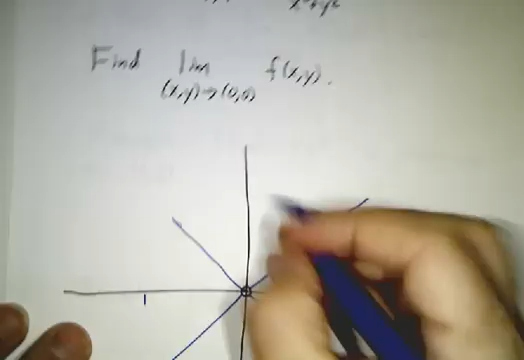 Find lim f(x,y).
(x,y)→(0,0)